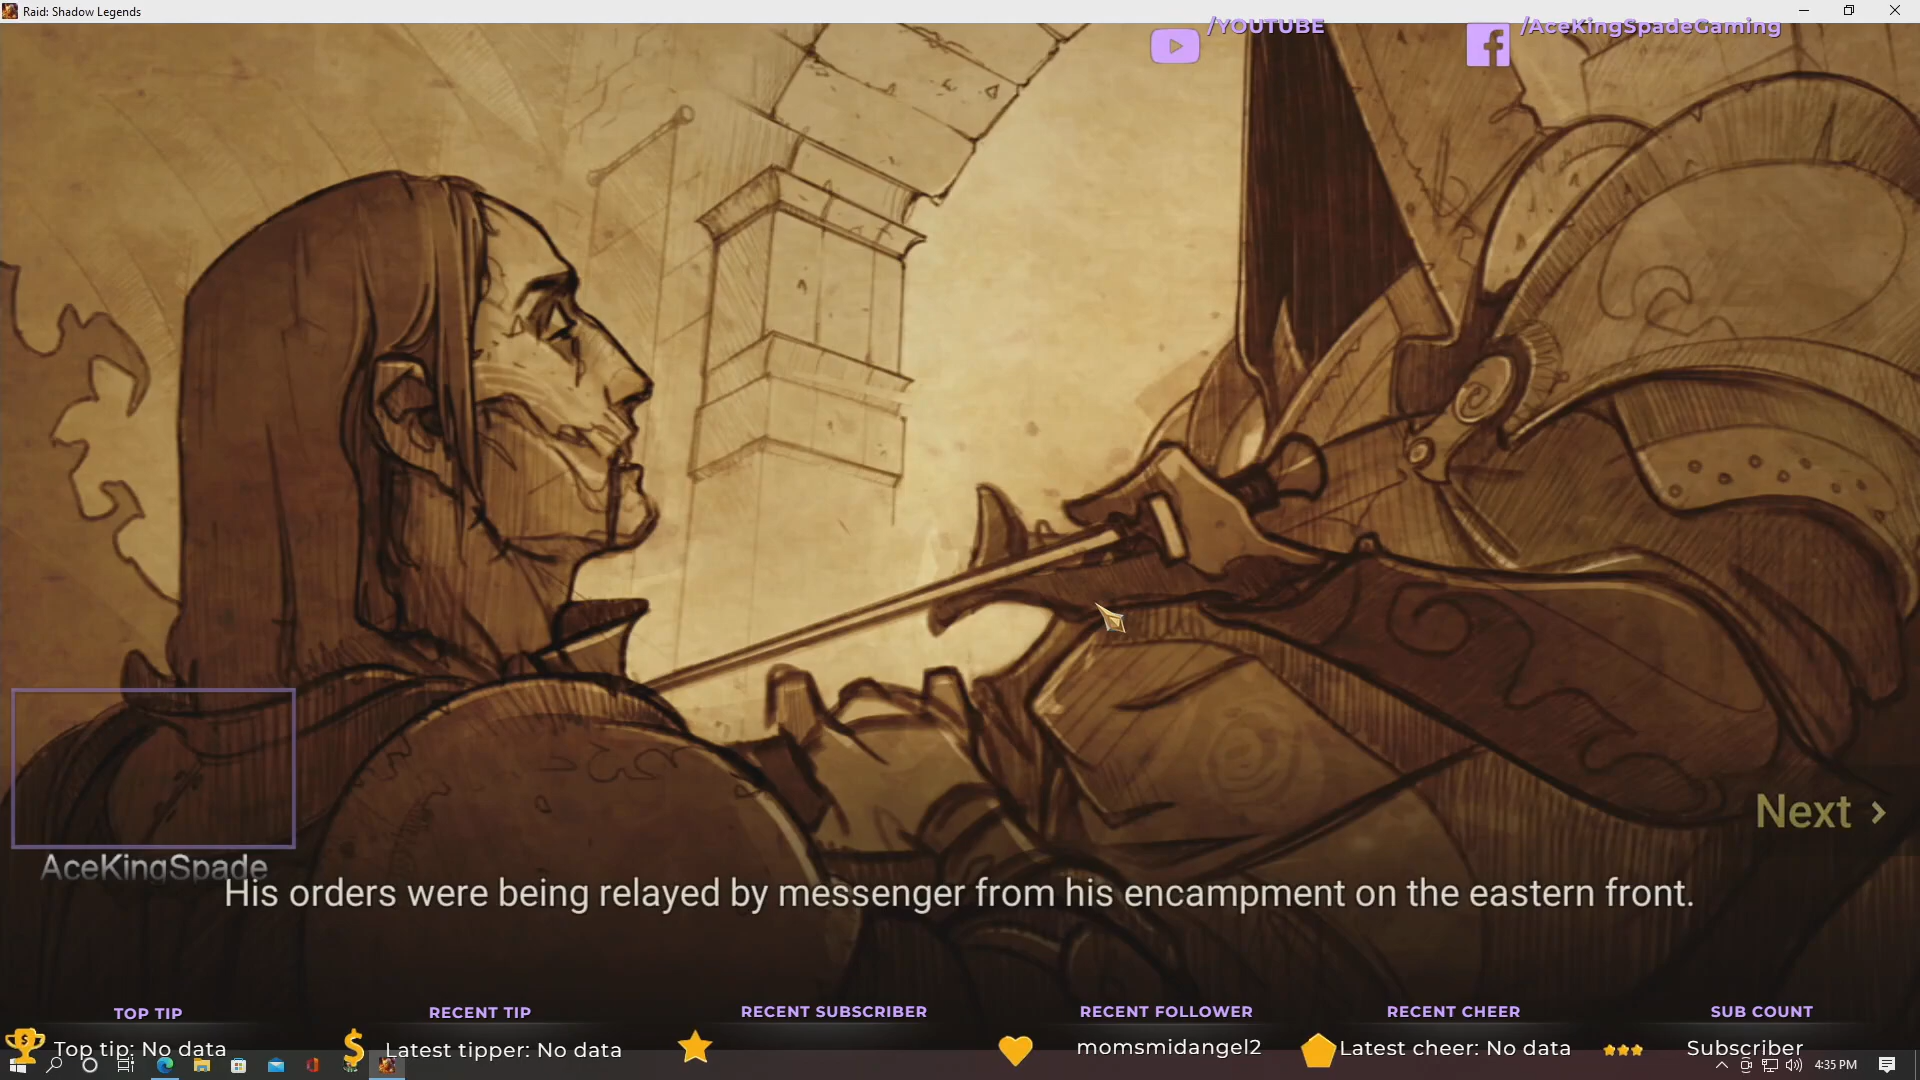 Raid: Shadow Legends
/YOUTUBE
/AceKingSpadeGaming
Next >
AceKingSpade
His orders were being relayed by messenger from his encampment on the eastern front.
TOP TIP
RECENT TIP
RECENT SUBSCRIBER
RECENT FOLLOWER
RECENT CHEER
SUB COUNT
Top tip: No data
Latest tipper: No data
momsmidangel2
Latest cheer: No data
Subscriber
4:35 PM